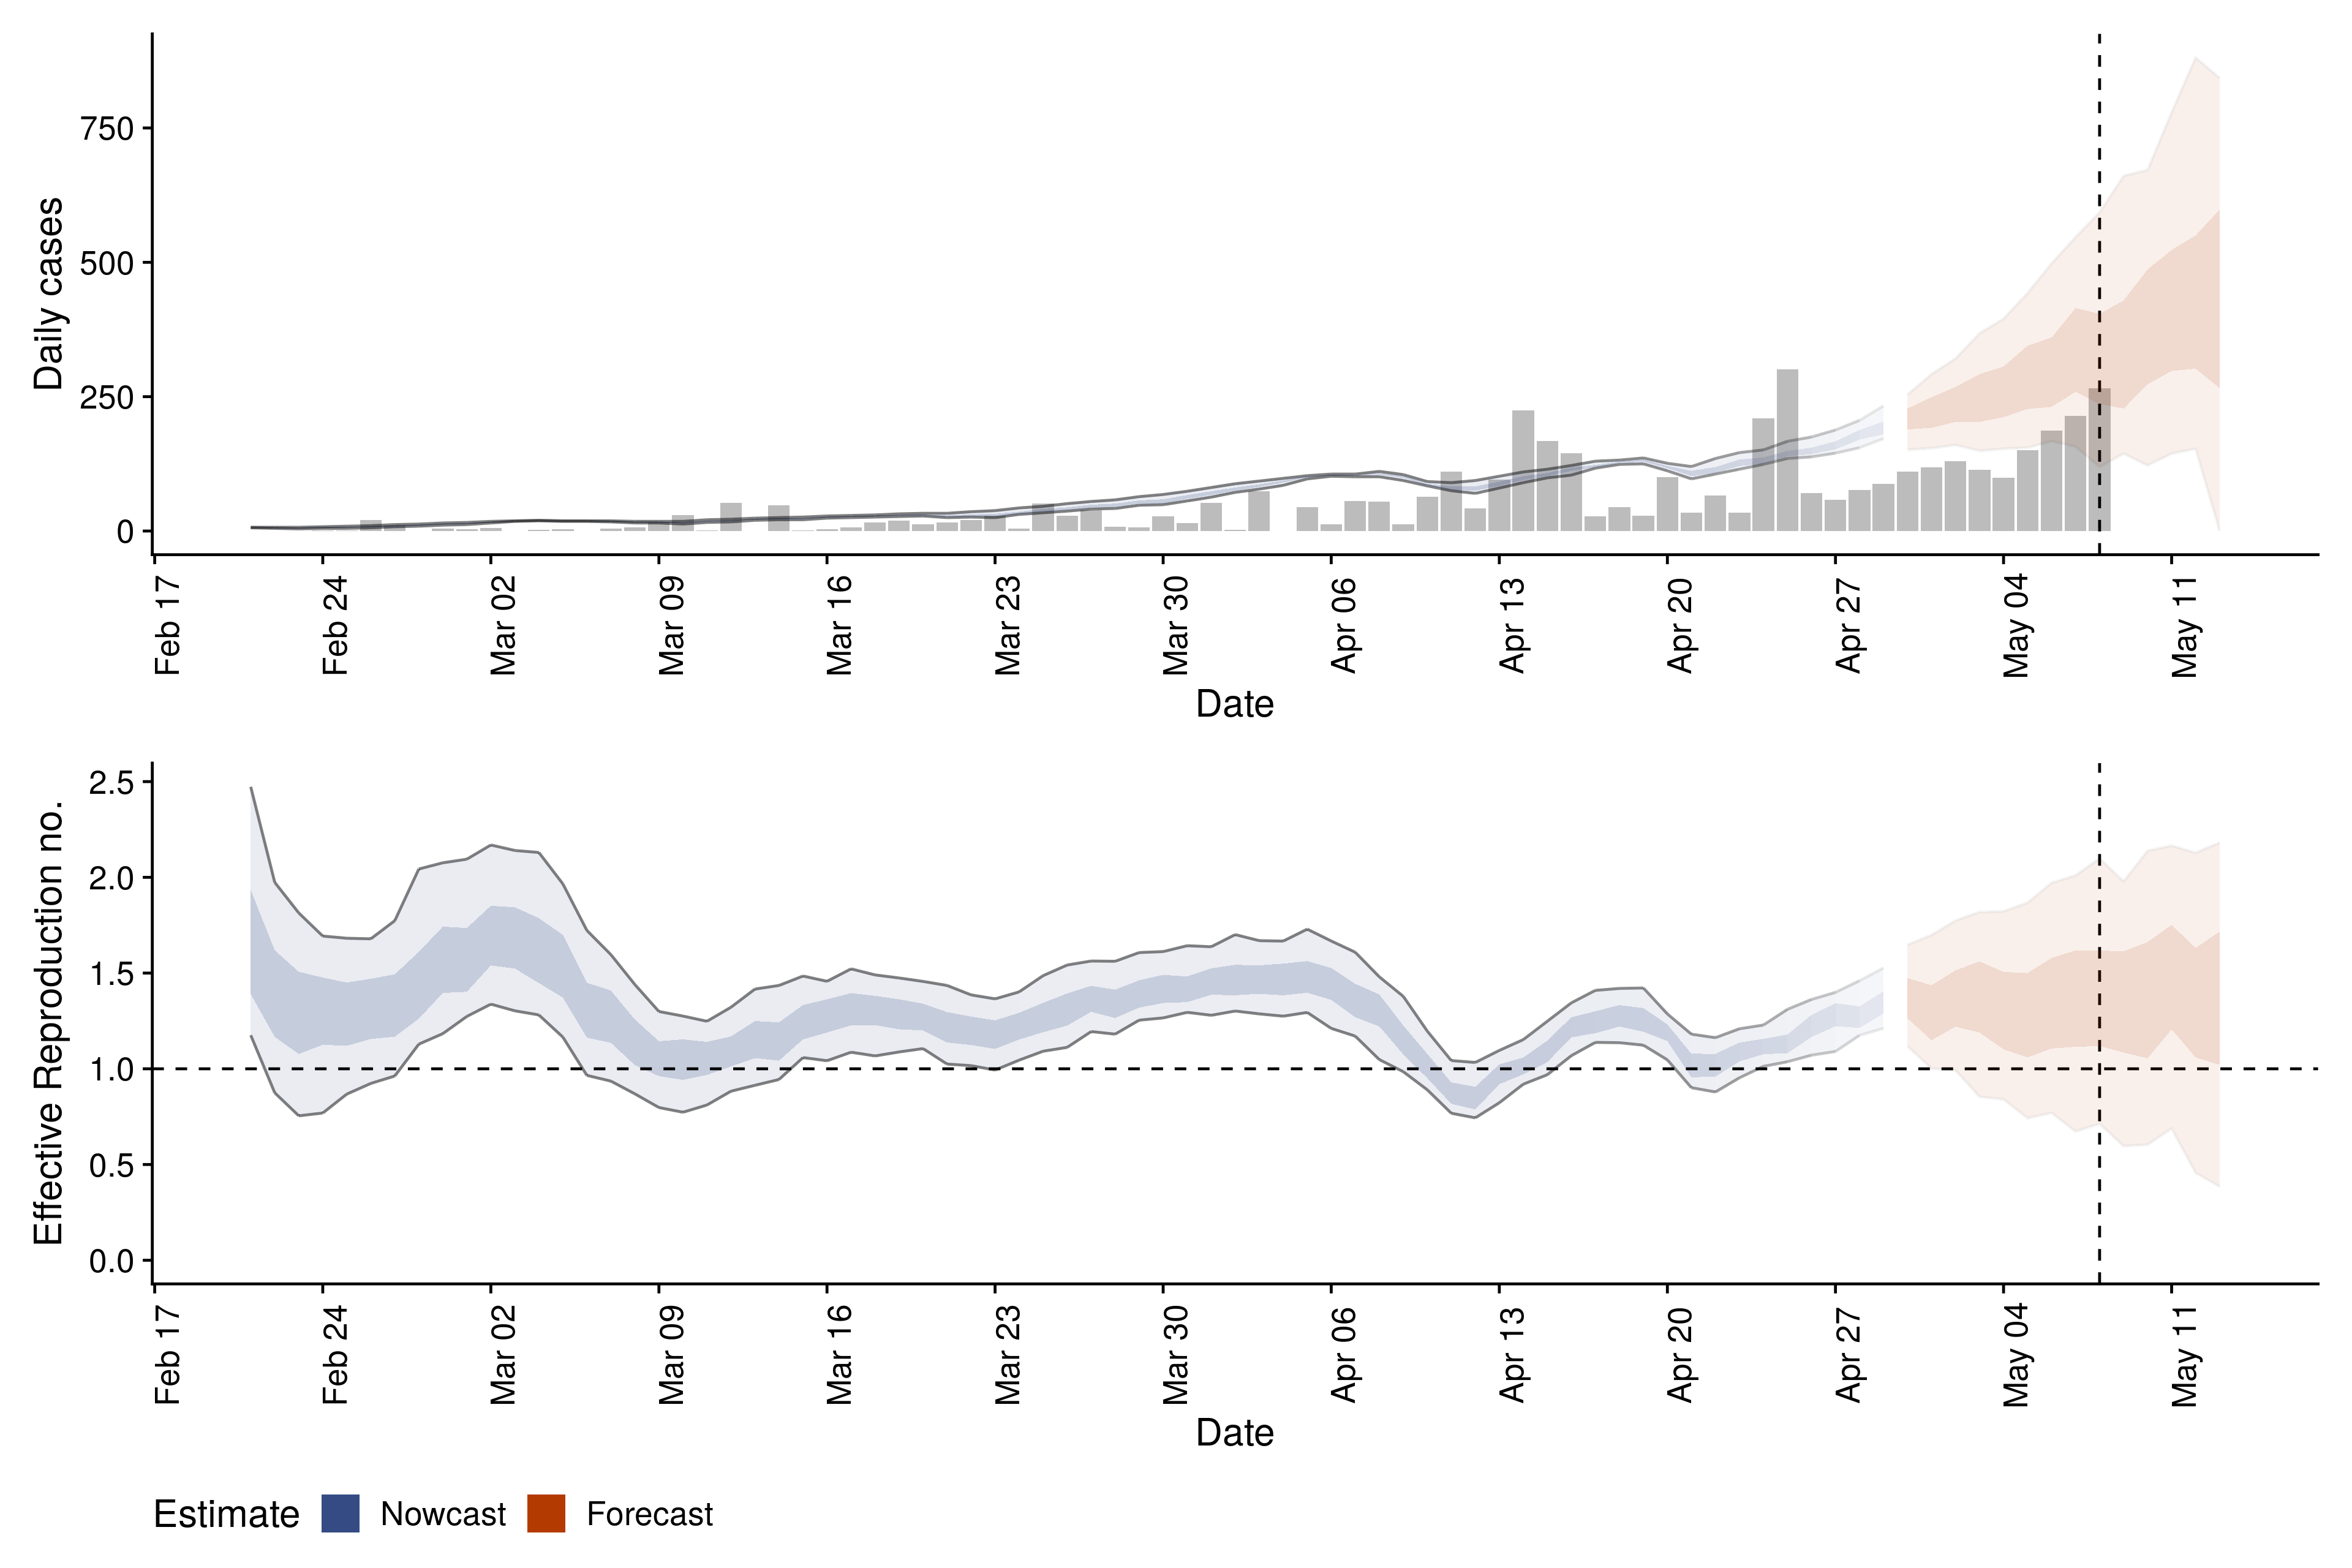 Daily cases
750
500
250
0
Feb 17
Feb 24
Mar 02
Mar 09
Mar 16
Mar 23
Mar 30
Apr 06
Apr 13
Apr 20
Apr 27
May 04
May 11
Date
Effective Reproduction no.
2.5
2.0
1.5
1.0
0.5
0.0
Feb 17
Feb 24
Mar 02
Mar 09
Mar 16
Mar 23
Mar 30
Apr 06
Apr 13
Apr 20
Apr 27
May 04
May 11
Date
Estimate Nowcast Forecast